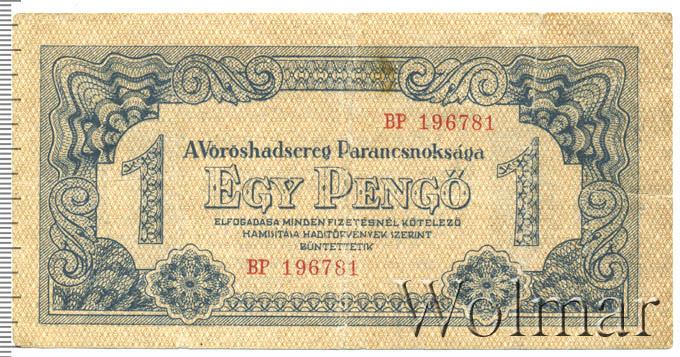 BP 196781
A Vöröshadsereg Parancsnoksága
1 EGY PENGŐ 1
ELFOGADÁSA MINDEN FIZETÉSNÉL KÖTELEZŐ
HAMISITÁSA HADITÖRVÉNYEK SZERINT
BÜNTETTETIK
BP 196781
Wolmar